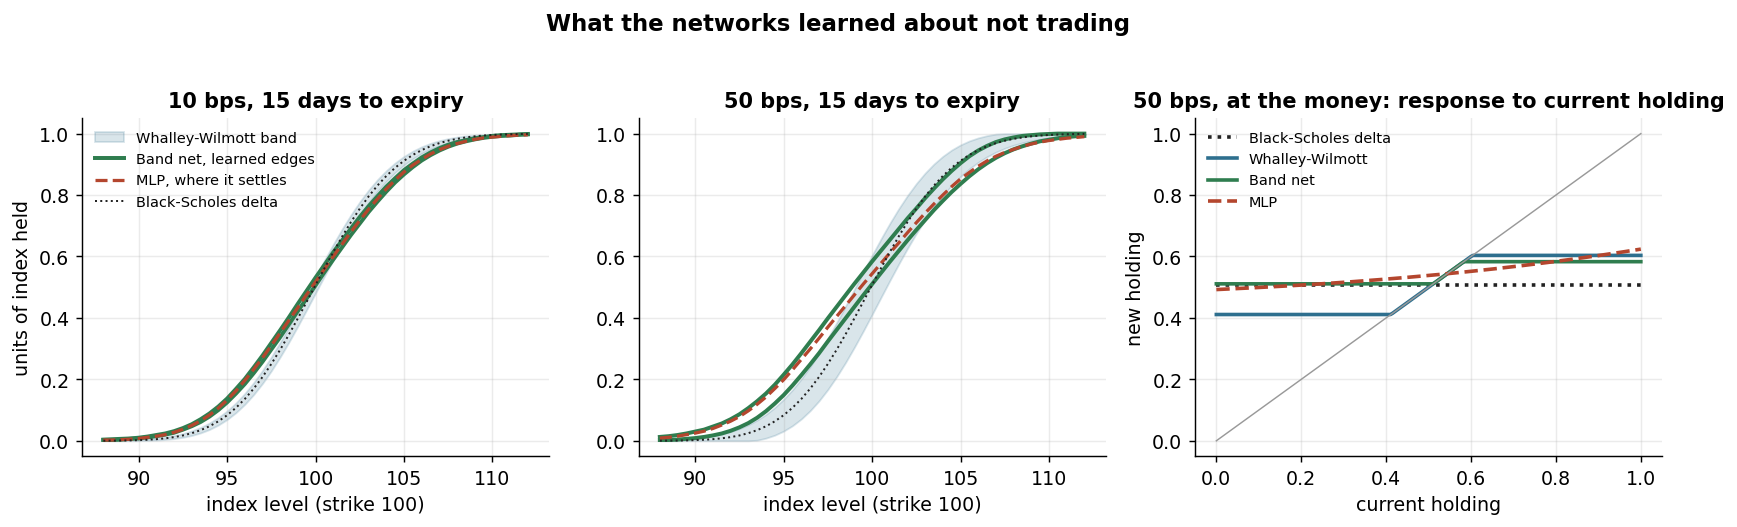 What the networks learned about not trading
10 bps, 15 days to expiry
units of index held
1.0
0.8
0.6
0.4
0.2
0.0
Whalley-Wilmott band
Band net, learned edges
MLP, where it settles
Black-Scholes delta
90
95
100
105
110
index level (strike 100)
50 bps, 15 days to expiry
1.0
0.8
0.6
0.4
0.2
0.0
90
95
100
105
110
index level (strike 100)
50 bps, at the money: response to current holding
new holding
1.0
0.8
0.6
0.4
0.2
0.0
Black-Scholes delta
Whalley-Wilmott
Band net
MLP
0.0
0.2
0.4
0.6
0.8
1.0
current holding